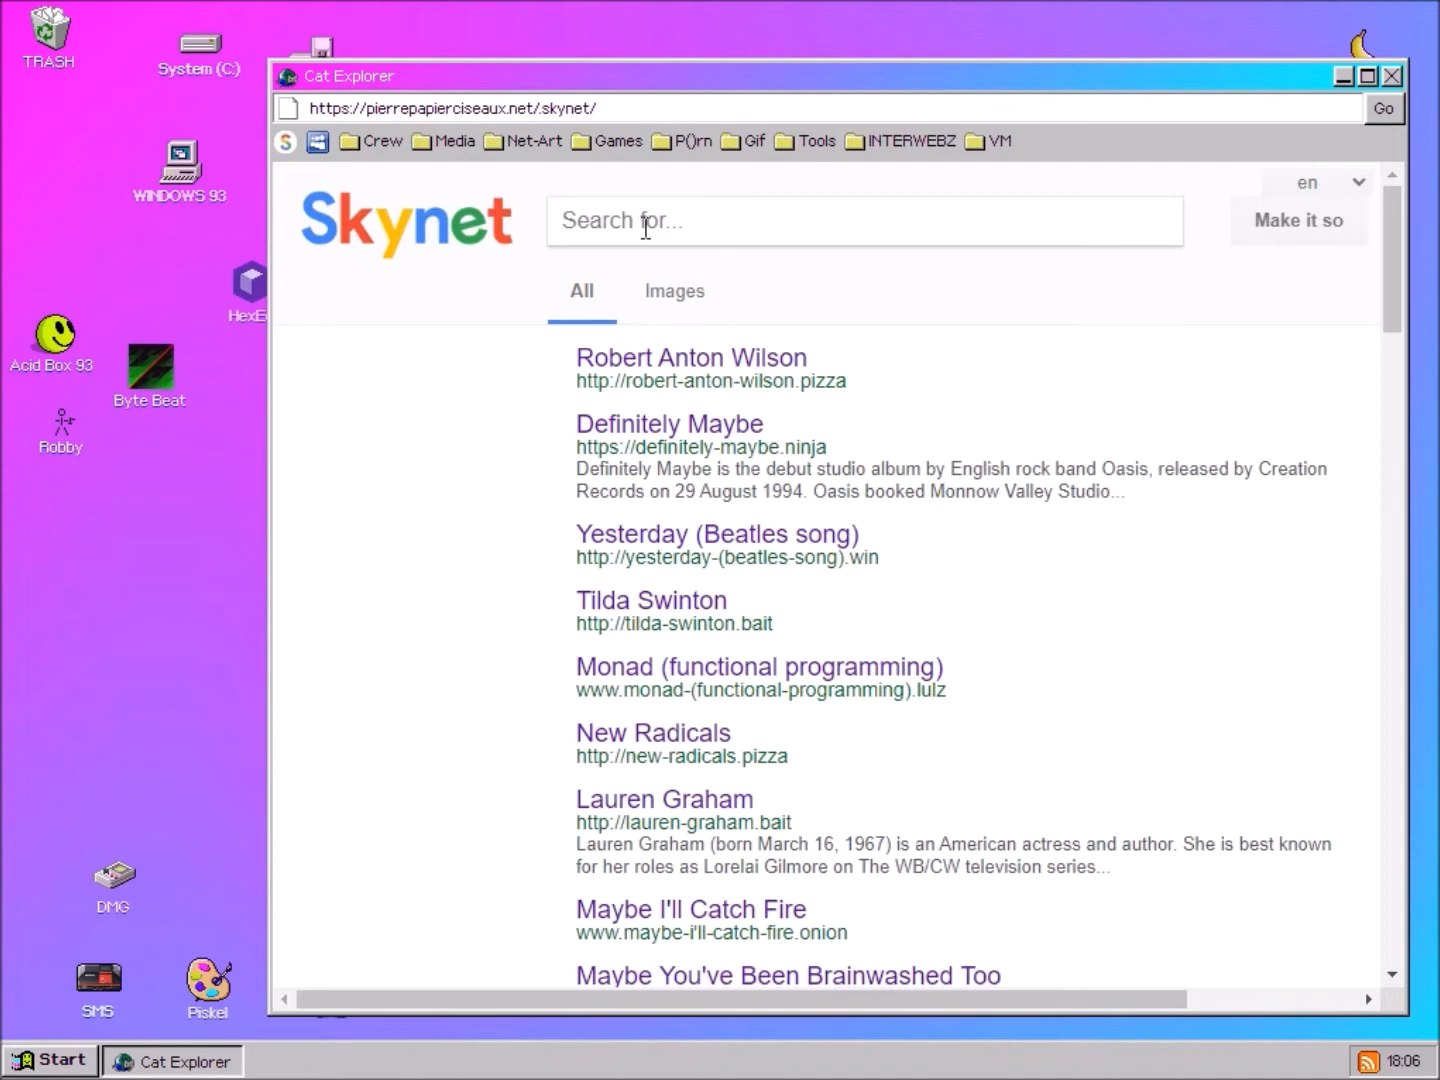 TRASH
System (C:)
Cat Explorer
https://pierrepapierciseaux.net/.skynet/
Go
S
Crew
Media
Net-Art
Games
P()rn
Gif
Tools
INTERWEBZ
VM
WINDOWS 93
Skynet
Search for...
en
Make it so
All
Images
Acid Box 93
Byte Beat
Robby
DMG
SMS
Piskel
Robert Anton Wilson
http://robert-anton-wilson.pizza
Definitely Maybe
https://definitely-maybe.ninja
Definitely Maybe is the debut studio album by English rock band Oasis, released by Creation
Records on 29 August 1994. Oasis booked Monnow Valley Studio...
Yesterday (Beatles song)
http://yesterday-(beatles-song).win
Tilda Swinton
http://tilda-swinton.bait
Monad (functional programming)
www.monad-(functional-programming).lulz
New Radicals
http://new-radicals.pizza
Lauren Graham
http://lauren-graham.bait
Lauren Graham (born March 16, 1967) is an American actress and author. She is best known
for her roles as Lorelai Gilmore on The WB/CW television series...
Maybe I'll Catch Fire
www.maybe-i'll-catch-fire.onion
Maybe You've Been Brainwashed Too
Start
Cat Explorer
18:06